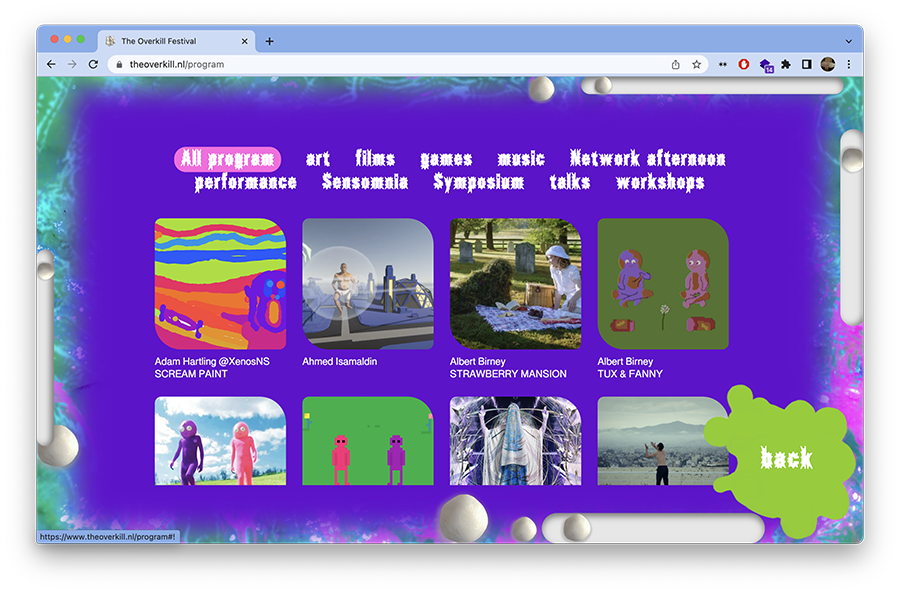 The Overkill Festival
theoverkill.nl/program
14
All program art films games music Network afternoon
performance Sensomnia Symposium talks workshops
Adam Hartling @XenosNS
SCREAM PAINT
Ahmed Isamaldin
Albert Birney
STRAWBERRY MANSION
Albert Birney
TUX & FANNY
back
https://www.theoverkill.nl/program#!